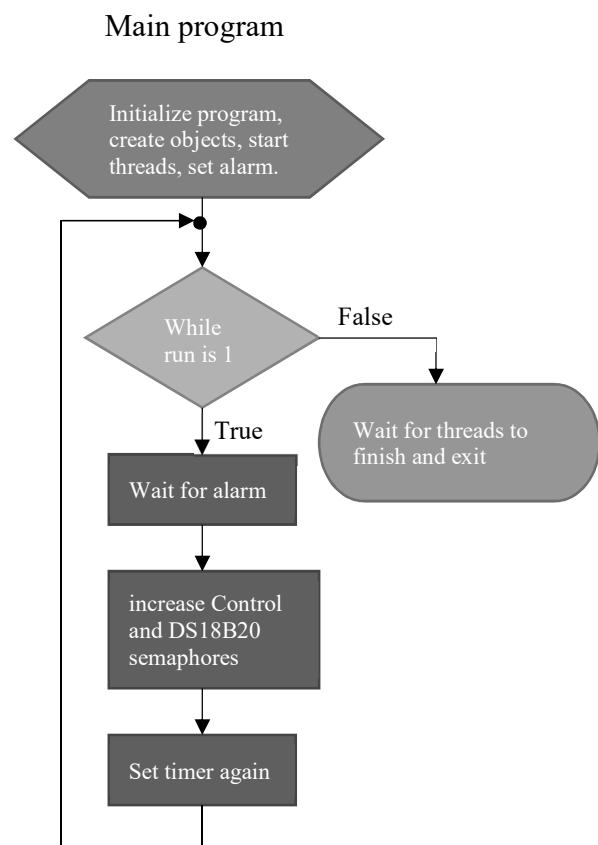 Main program
Initialize program,
create objects, start
threads, set alarm.
While
run is 1
False
True
Wait for threads to
finish and exit
Wait for alarm
increase Control
and DS18B20
semaphores
Set timer again